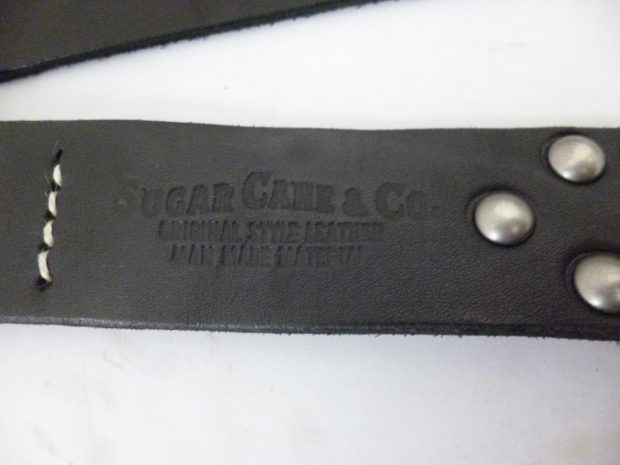 SUGAR CANE & CO.
ORIGINAL STYLE LEATHER
MAN MADE MATERIAL